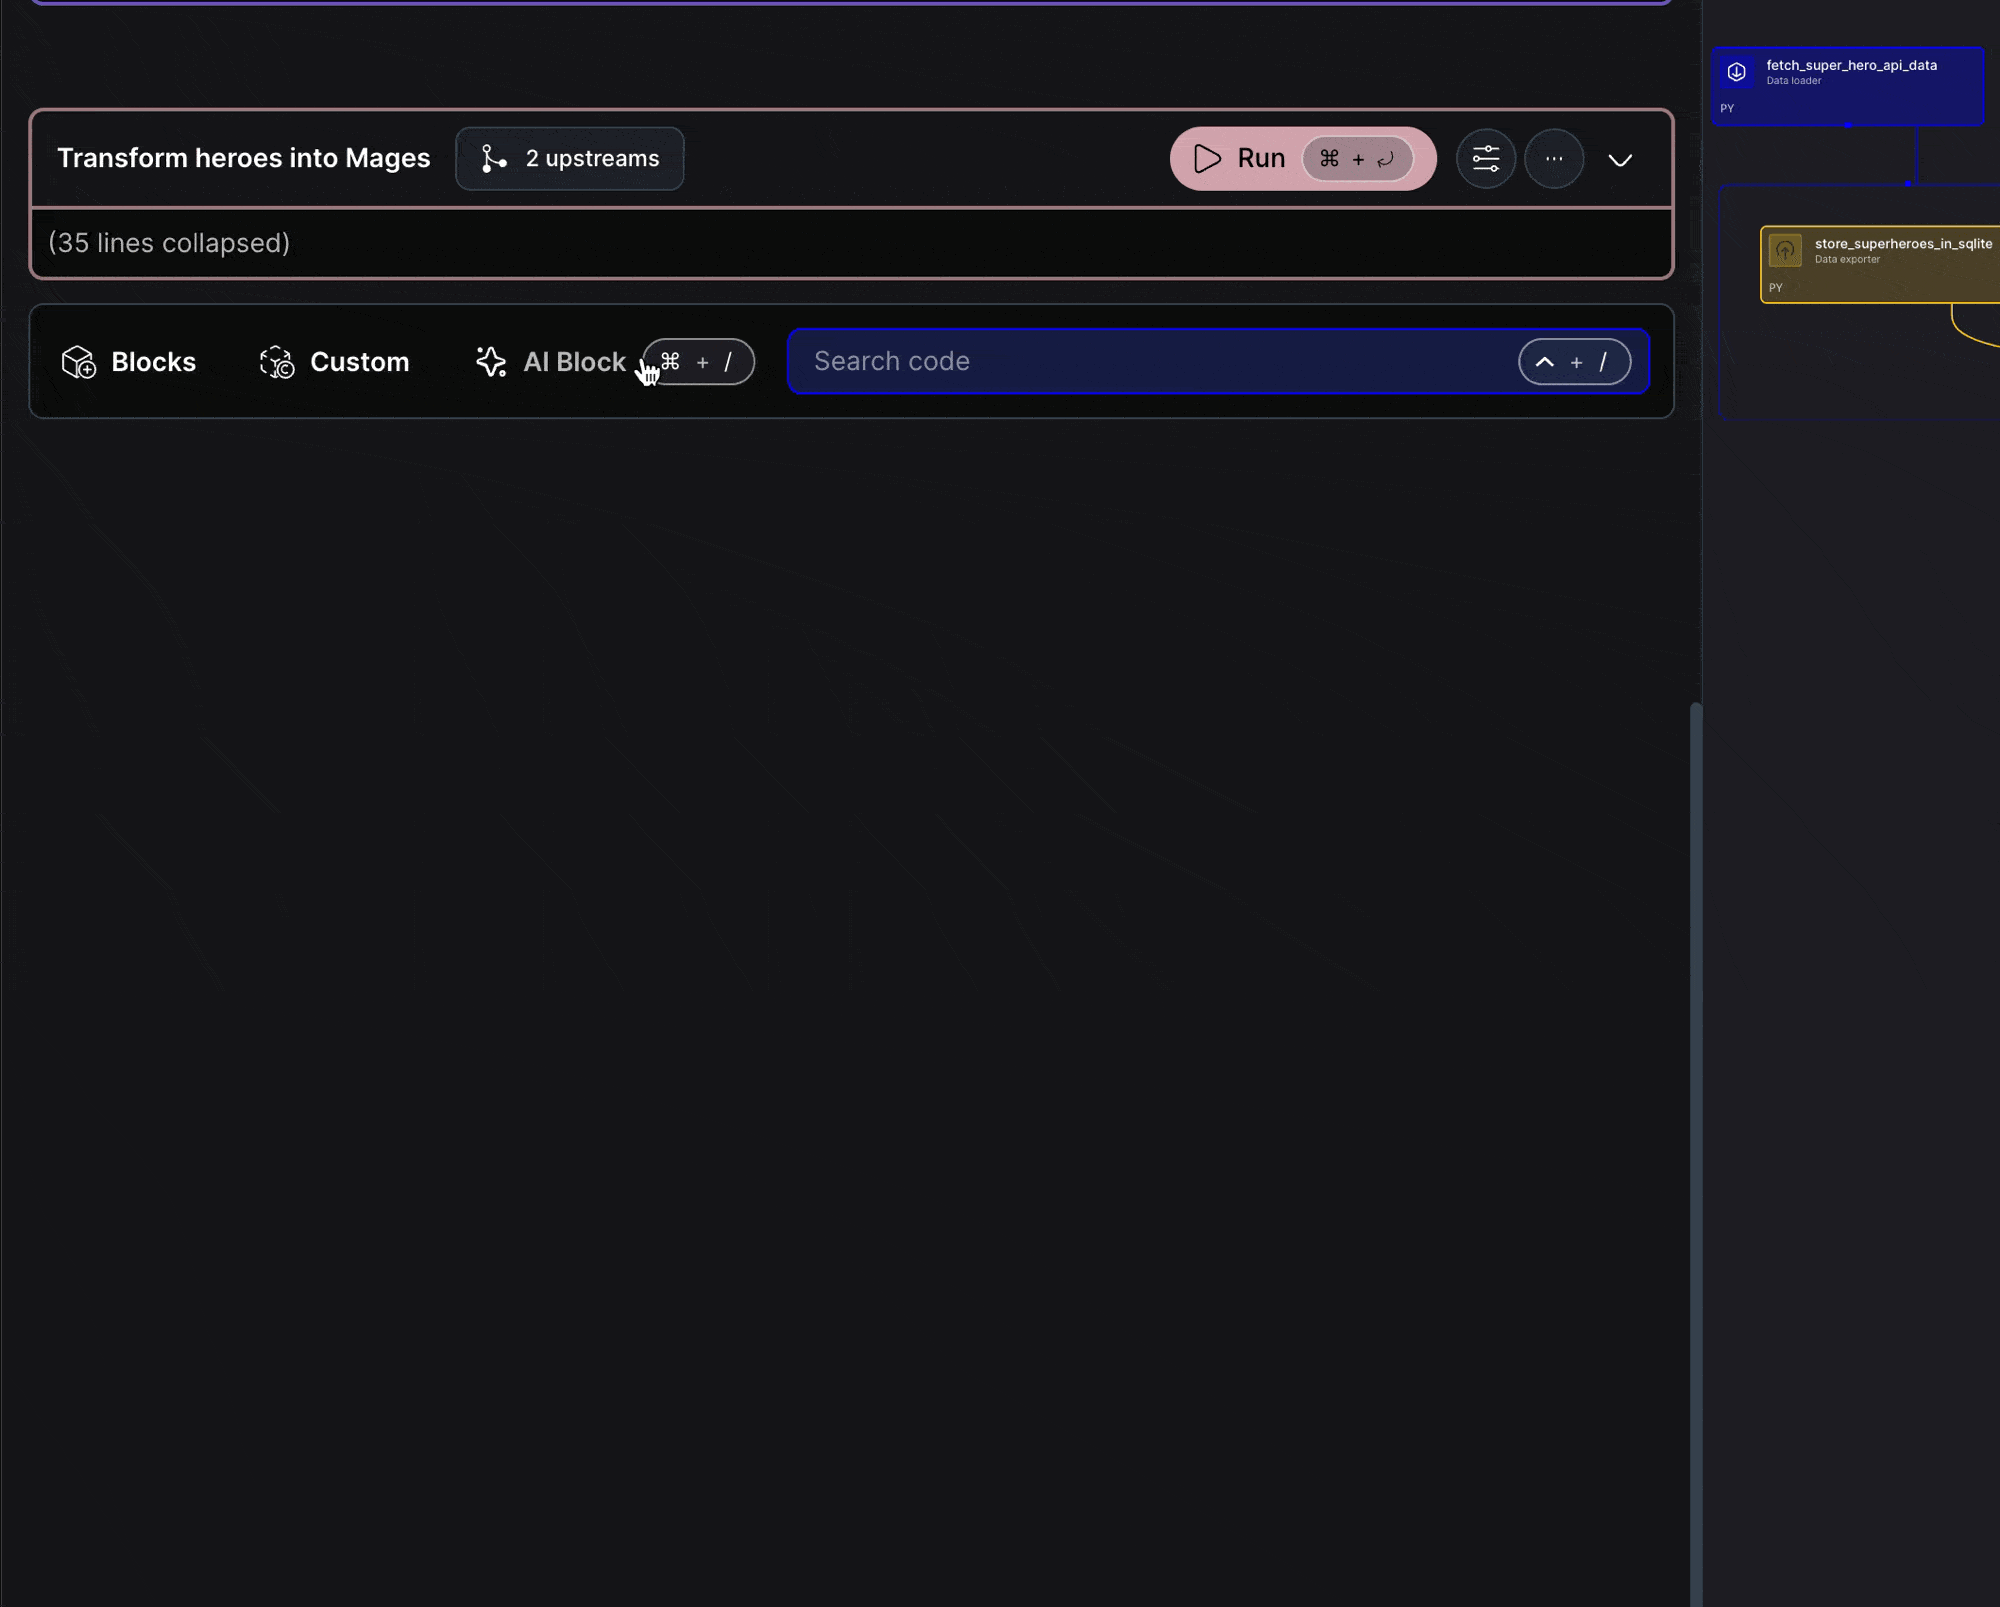 Transform heroes into Mages
2 upstreams
Run ⌘ + ⤶
(35 lines collapsed)
Blocks
Custom
AI Block ⌘ + /
Search code ^ + /
fetch_super_hero_api_data
Data loader
PY
store_superheroes_in_sqlite
Data exporter
PY